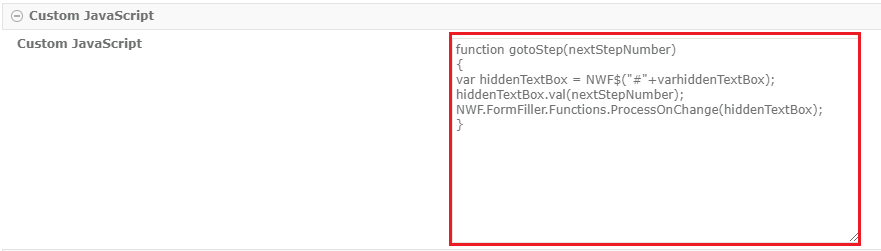 Custom JavaScript
Custom JavaScript
function gotoStep(nextStepNumber)
{
var hiddenTextBox = NWF$("#"+varhiddenTextBox);
hiddenTextBox.val(nextStepNumber);
NWF.FormFiller.Functions.ProcessOnChange(hiddenTextBox);
}